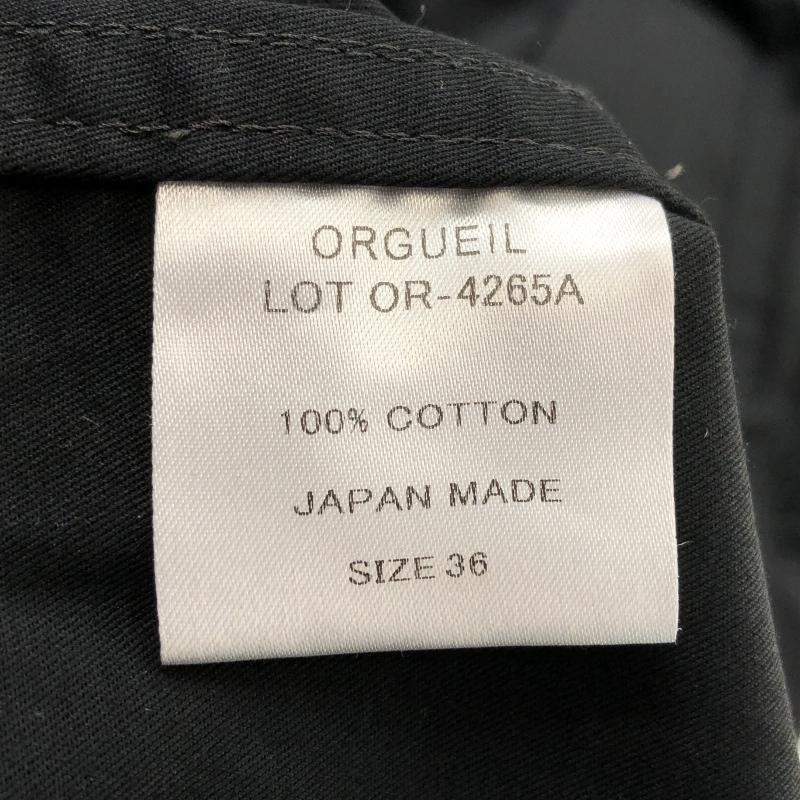 ORGUEIL
LOT OR-4265A
100% COTTON
JAPAN MADE
SIZE 36